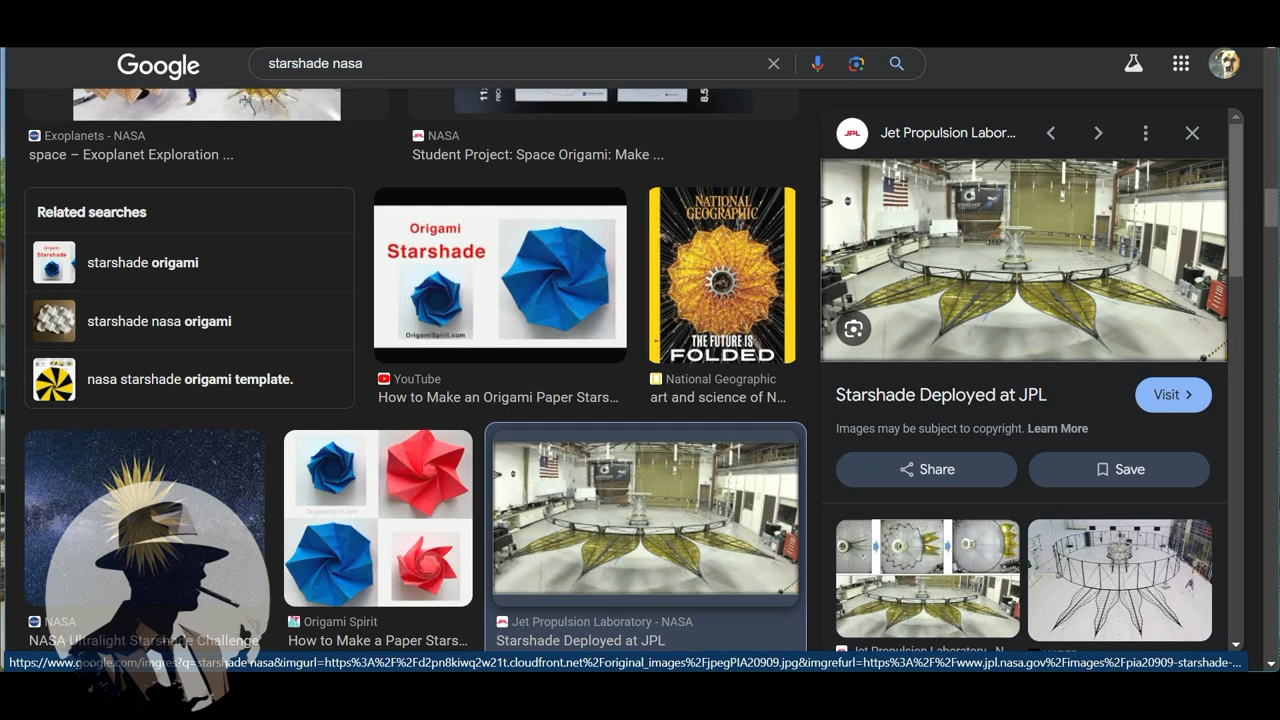 Google
starshade nasa
Exoplanets - NASA
space – Exoplanet Exploration ...
NASA
Student Project: Space Origami: Make ...
8.5
11:
Related searches
starshade origami
starshade nasa origami
nasa starshade origami template.
Origami
Starshade
OrigamiSpirit.com
YouTube
How to Make an Origami Paper Stars...
NATIONAL
GEOGRAPHIC
THE FUTURE IS
FOLDED
National Geographic
art and science of N...
JPL
Jet Propulsion Labor...
Starshade Deployed at JPL
Visit
Images may be subject to copyright. Learn More
Share
Save
NASA
NASA Ultralight Starshade Challenge
Origami Spirit
How to Make a Paper Stars...
Jet Propulsion Laboratory - NASA
Starshade Deployed at JPL
https://www.google.com/imgres?q=starshade nasa&imgurl=https%3A%2F%2Fd2pn8kiwq2w21t.cloudfront.net%2Foriginal_images%2FjpegPIA20909.jpg&imgrefurl=https%3A%2F%2Fwww.jpl.nasa.gov%2Fimages%2Fpia20909-starshade-...